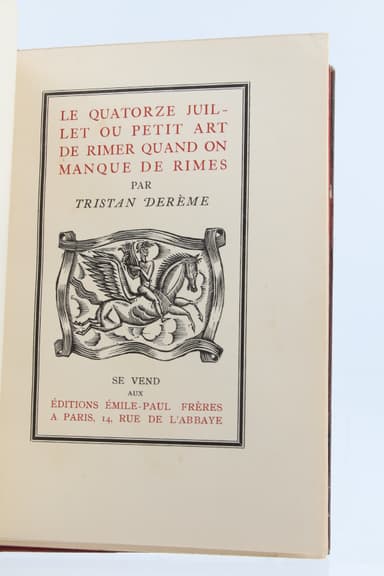 LE QUATORZE JUIL-
LET OU PETIT ART
DE RIMER QUAND ON
MANQUE DE RIMES
PAR
TRISTAN DERÈME
SE VEND
AUX
ÉDITIONS ÉMILE-PAUL FRÈRES
A PARIS, 14, RUE DE L'ABBAYE